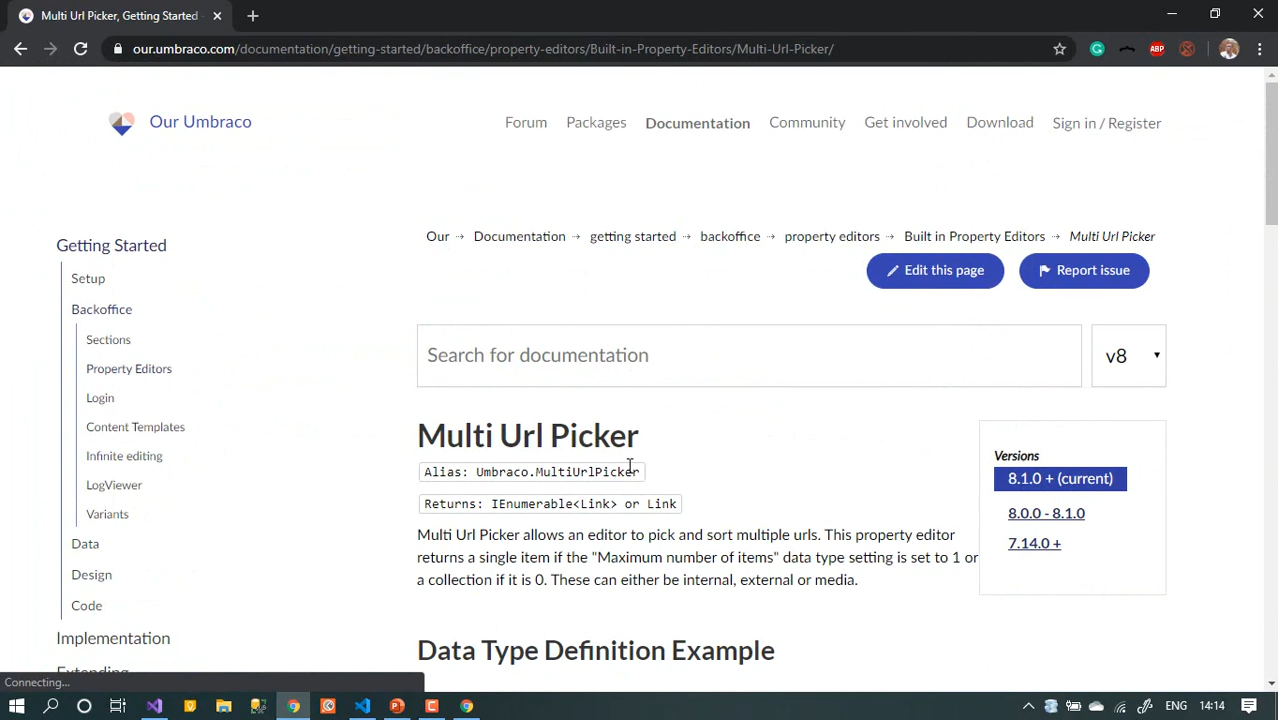 Multi Url Picker, Getting Started
our.umbraco.com/documentation/getting-started/backoffice/property-editors/Built-in-Property-Editors/Multi-Url-Picker/
ABP
Our Umbraco
Forum Packages Documentation Community Get involved Download Sign in / Register
Our → Documentation → getting started → backoffice → property editors → Built in Property Editors → Multi Url Picker
Edit this page
Report issue
Getting Started
Setup
Backoffice
Sections
Property Editors
Login
Content Templates
Infinite editing
LogViewer
Variants
Data
Design
Code
Implementation
Extending
Search for documentation
v8
Multi Url Picker
Alias: Umbraco.MultiUrlPicker
Returns: IEnumerable<Link> or Link
Multi Url Picker allows an editor to pick and sort multiple urls. This property editor
returns a single item if the "Maximum number of items" data type setting is set to 1 or
a collection if it is 0. These can either be internal, external or media.
Versions
8.1.0 + (current)
8.0.0 - 8.1.0
7.14.0 +
Data Type Definition Example
Connecting...
ENG 14:14